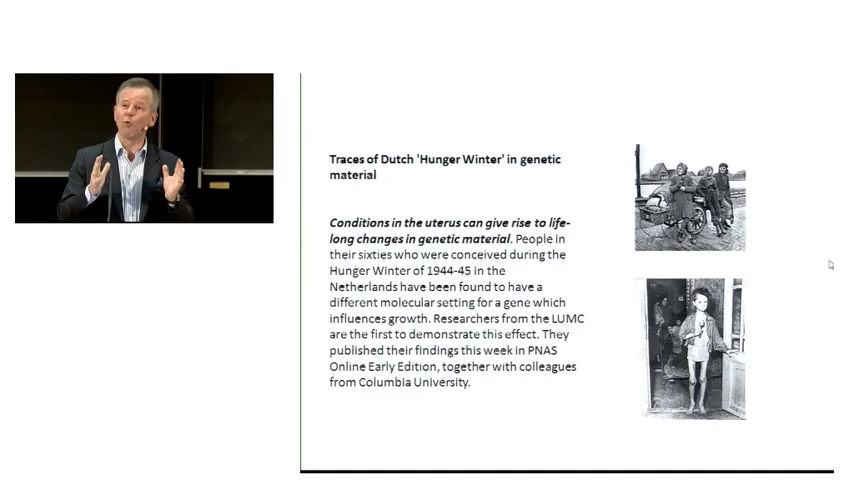 Traces of Dutch 'Hunger Winter' in genetic
material
Conditions in the uterus can give rise to life-
long changes in genetic material. People in
their sixties who were conceived during the
Hunger Winter of 1944-45 in the
Netherlands have been found to have a
different molecular setting for a gene which
influences growth. Researchers from the LUMC
are the first to demonstrate this effect. They
published their findings this week in PNAS
Online Early Edition, together with colleagues
from Columbia University.